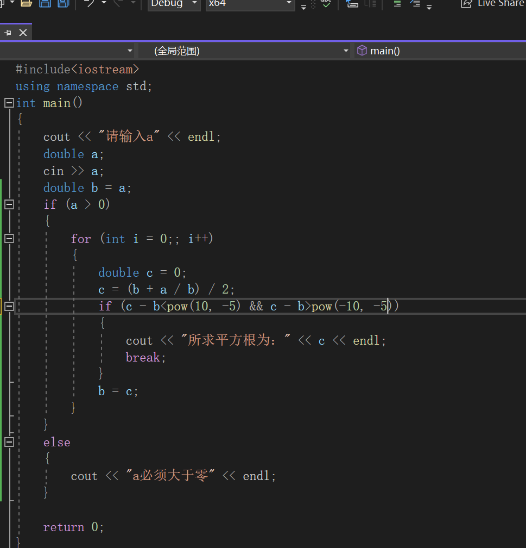 Debug x64 Live Share
(全局范围) main()
#include<iostream>
using namespace std;
int main()
{
cout << "请输入a" << endl;
double a;
cin >> a;
double b = a;
if (a > 0)
{
for (int i = 0;; i++)
{
double c = 0;
c = (b + a / b) / 2;
if (c - b<pow(10, -5) && c - b>pow(-10, -5))
{
cout << "所求平方根为：" << c << endl;
break;
}
b = c;
}
}
else
{
cout << "a必须大于零" << endl;
}
return 0;
}